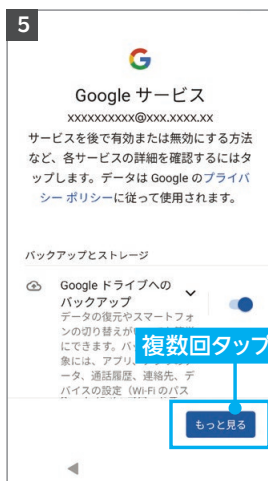 5
Google サービス
xxxxxxxxxx@xxx.xxxx.xx
サービスを後で有効または無効にする方法
など、各サービスの詳細を確認するにはタ
ップします。データは Google のプライバ
シー ポリシーに従って使用されます。
バックアップとストレージ
Google ドライブへの
バックアップ
データの復元やスマートフォ
ンの切り替えがい
にできます。バ
象には、アプリ、
ータ、通話履歴、連絡先、デ
バイスの設定（Wi-Fi のパス
複数回タップ
もっと見る